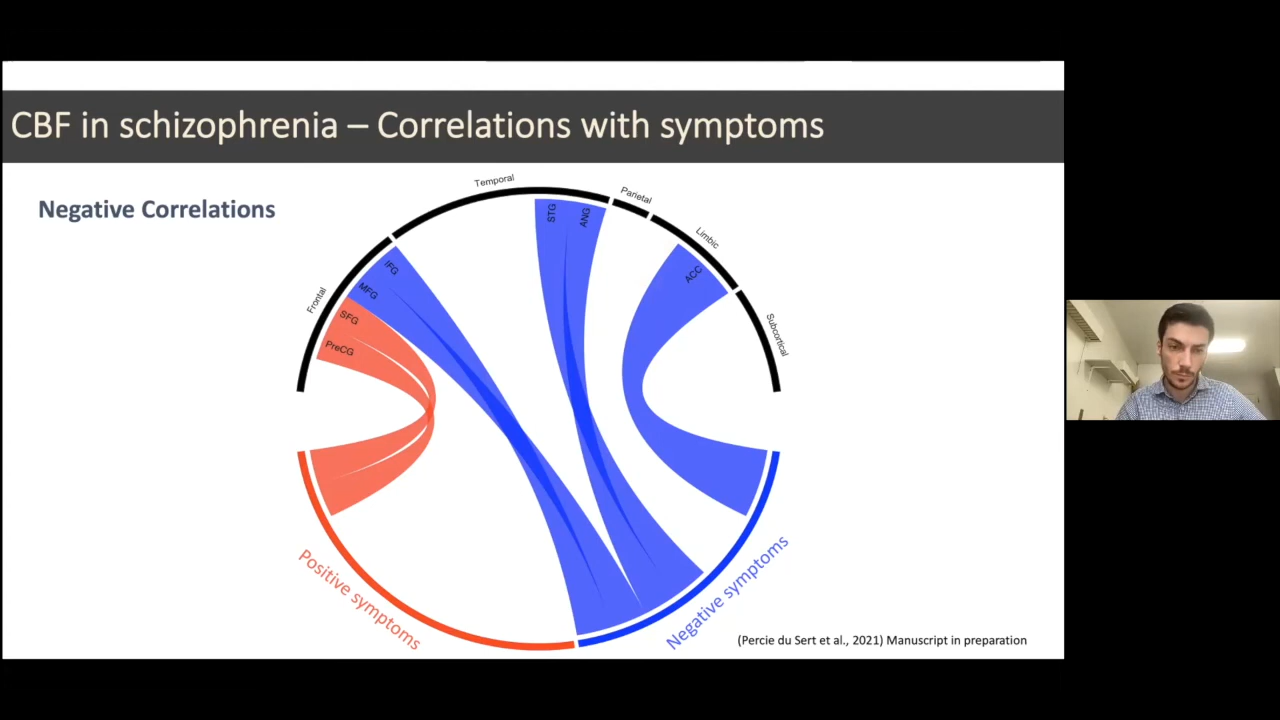 CBF in schizophrenia – Correlations with symptoms
Negative Correlations
Temporal
Parietal
Limbic
Subcortical
Frontal
STG
ANG
ACC
IFG
MFG
SFG
PreCG
Positive symptoms
Negative symptoms
(Percie du Sert et al., 2021) Manuscript in preparation